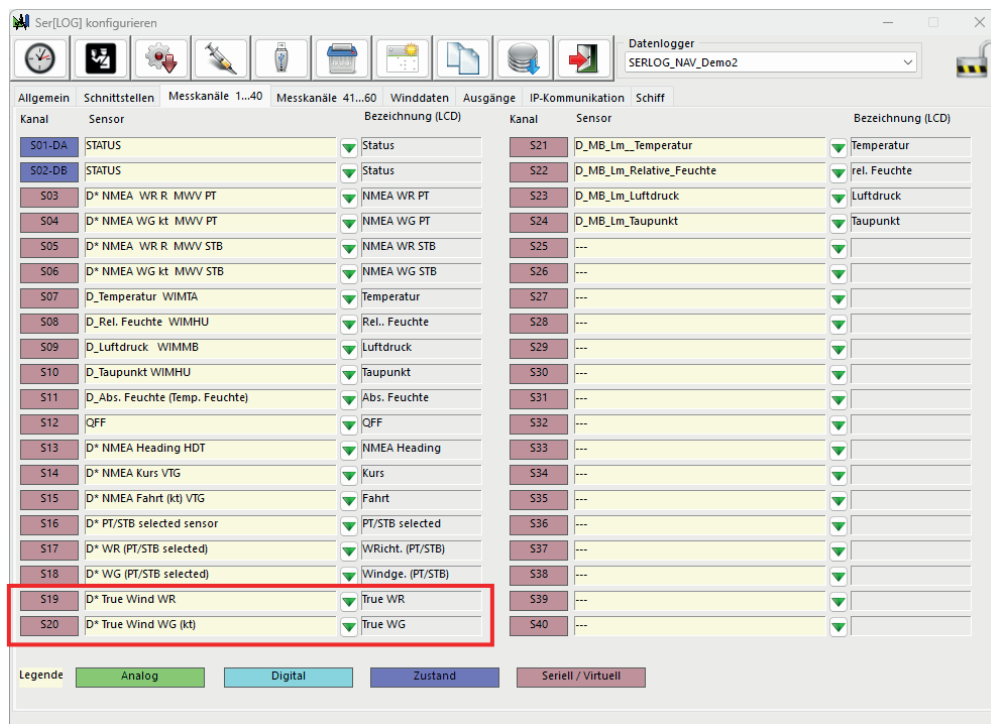 Ser[LOG] konfigurieren
Datenlogger
SERLOG_NAV_Demo2
Allgemein Schnittstellen Messkanäle 1...40 Messkanäle 41...60 Winddaten Ausgänge IP-Kommunikation Schiff
Kanal Sensor Bezeichnung (LCD) Kanal Sensor Bezeichnung (LCD)
S01-DA STATUS Status S21 D_MB_Lm__Temperatur Temperatur
S02-DB STATUS Status S22 D_MB_Lm_Relative_Feuchte rel. Feuchte
S03 D* NMEA WR R MWV PT NMEA WR PT S23 D_MB_Lm_Luftdruck Luftdruck
S04 D* NMEA WG kt MWV PT NMEA WG PT S24 D_MB_Lm_Taupunkt Taupunkt
S05 D* NMEA WR R MWV STB NMEA WR STB S25 ---
S06 D* NMEA WG kt MWV STB NMEA WG STB S26 ---
S07 D_Temperatur WIMTA Temperatur S27 ---
S08 D_Rel. Feuchte WIMHU Rel.. Feuchte S28 ---
S09 D_Luftdruck WIMMB Luftdruck S29 ---
S10 D_Taupunkt WIMHU Taupunkt S30 ---
S11 D_Abs. Feuchte (Temp. Feuchte) Abs. Feuchte S31 ---
S12 QFF QFF S32 ---
S13 D* NMEA Heading HDT NMEA Heading S33 ---
S14 D* NMEA Kurs VTG Kurs S34 ---
S15 D* NMEA Fahrt (kt) VTG Fahrt S35 ---
S16 D* PT/STB selected sensor PT/STB selected S36 ---
S17 D* WR (PT/STB selected) WRicht. (PT/STB) S37 ---
S18 D* WG (PT/STB selected) Windge. (PT/STB) S38 ---
S19 D* True Wind WR True WR S39 ---
S20 D* True Wind WG (kt) True WG S40 ---
Legende Analog Digital Zustand Seriell / Virtuell